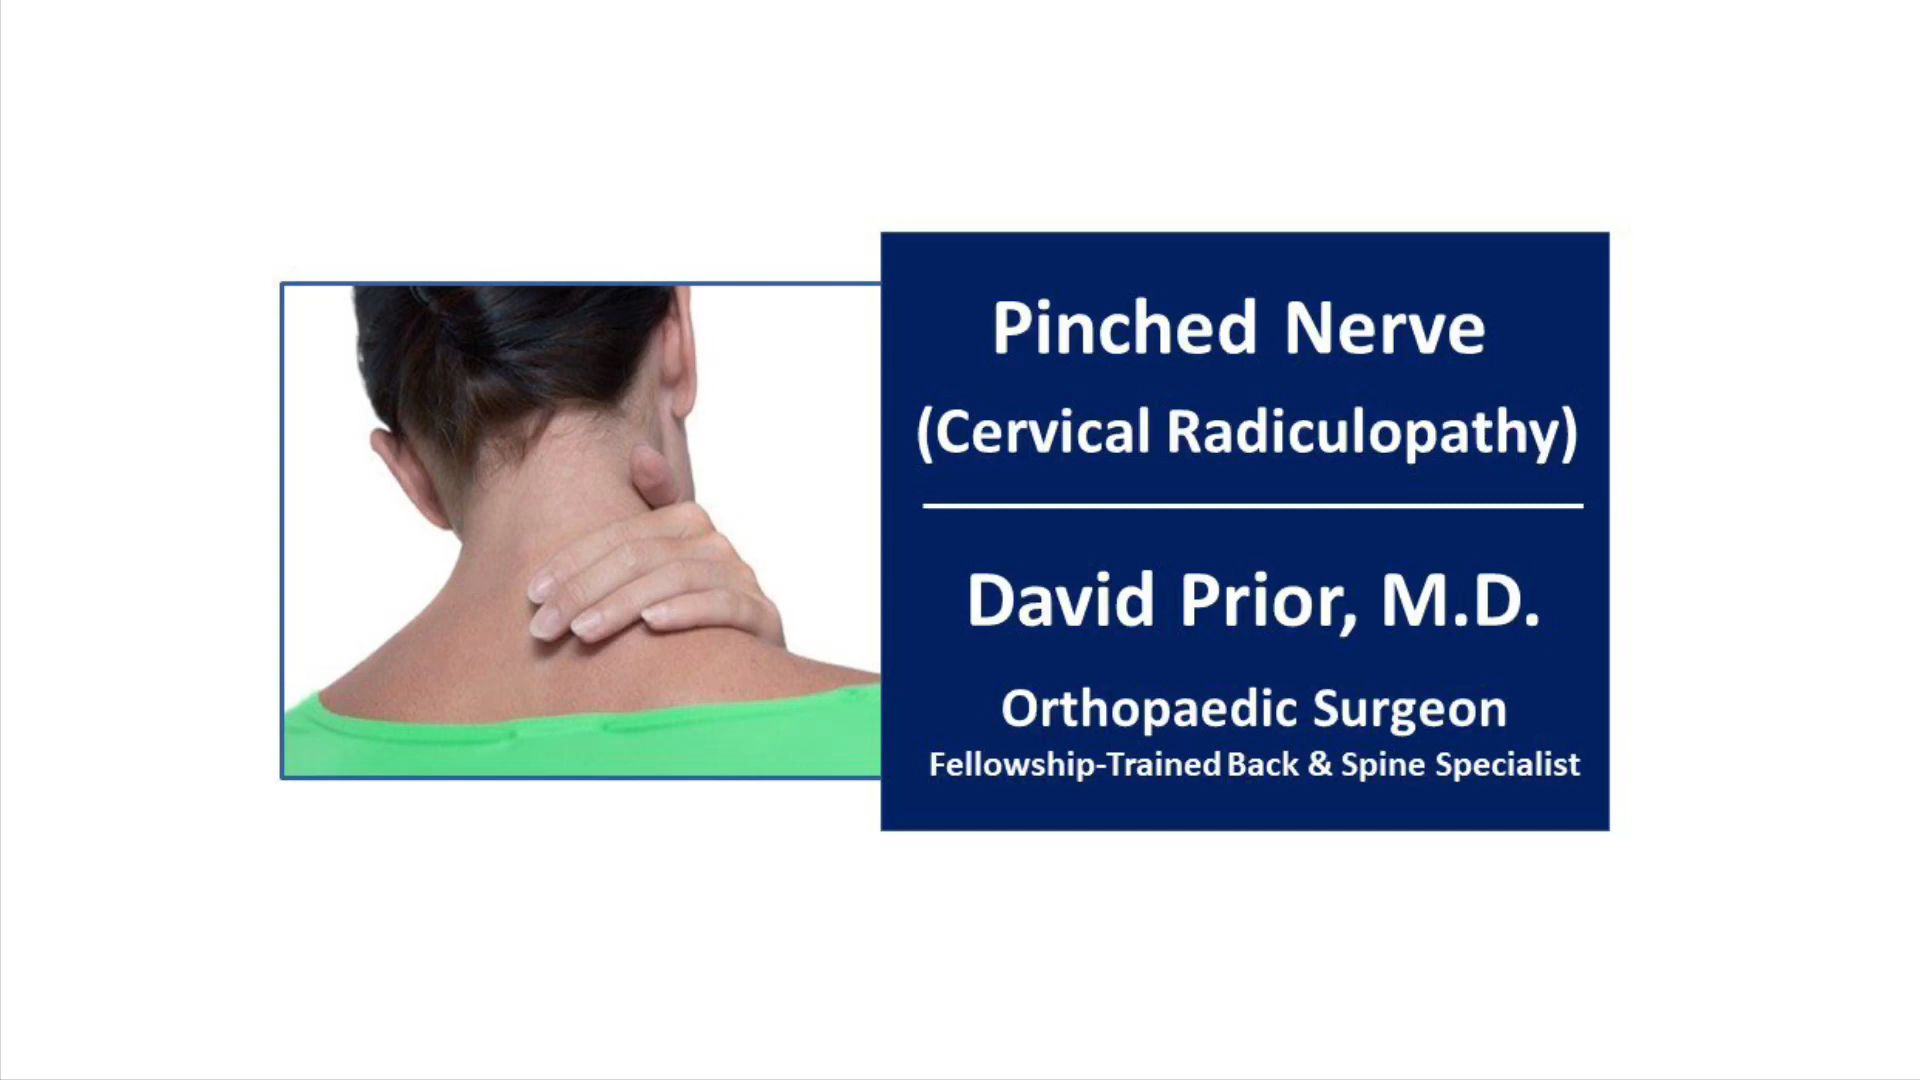 Pinched Nerve
(Cervical Radiculopathy)
David Prior, M.D.
Orthopaedic Surgeon
Fellowship-Trained Back & Spine Specialist